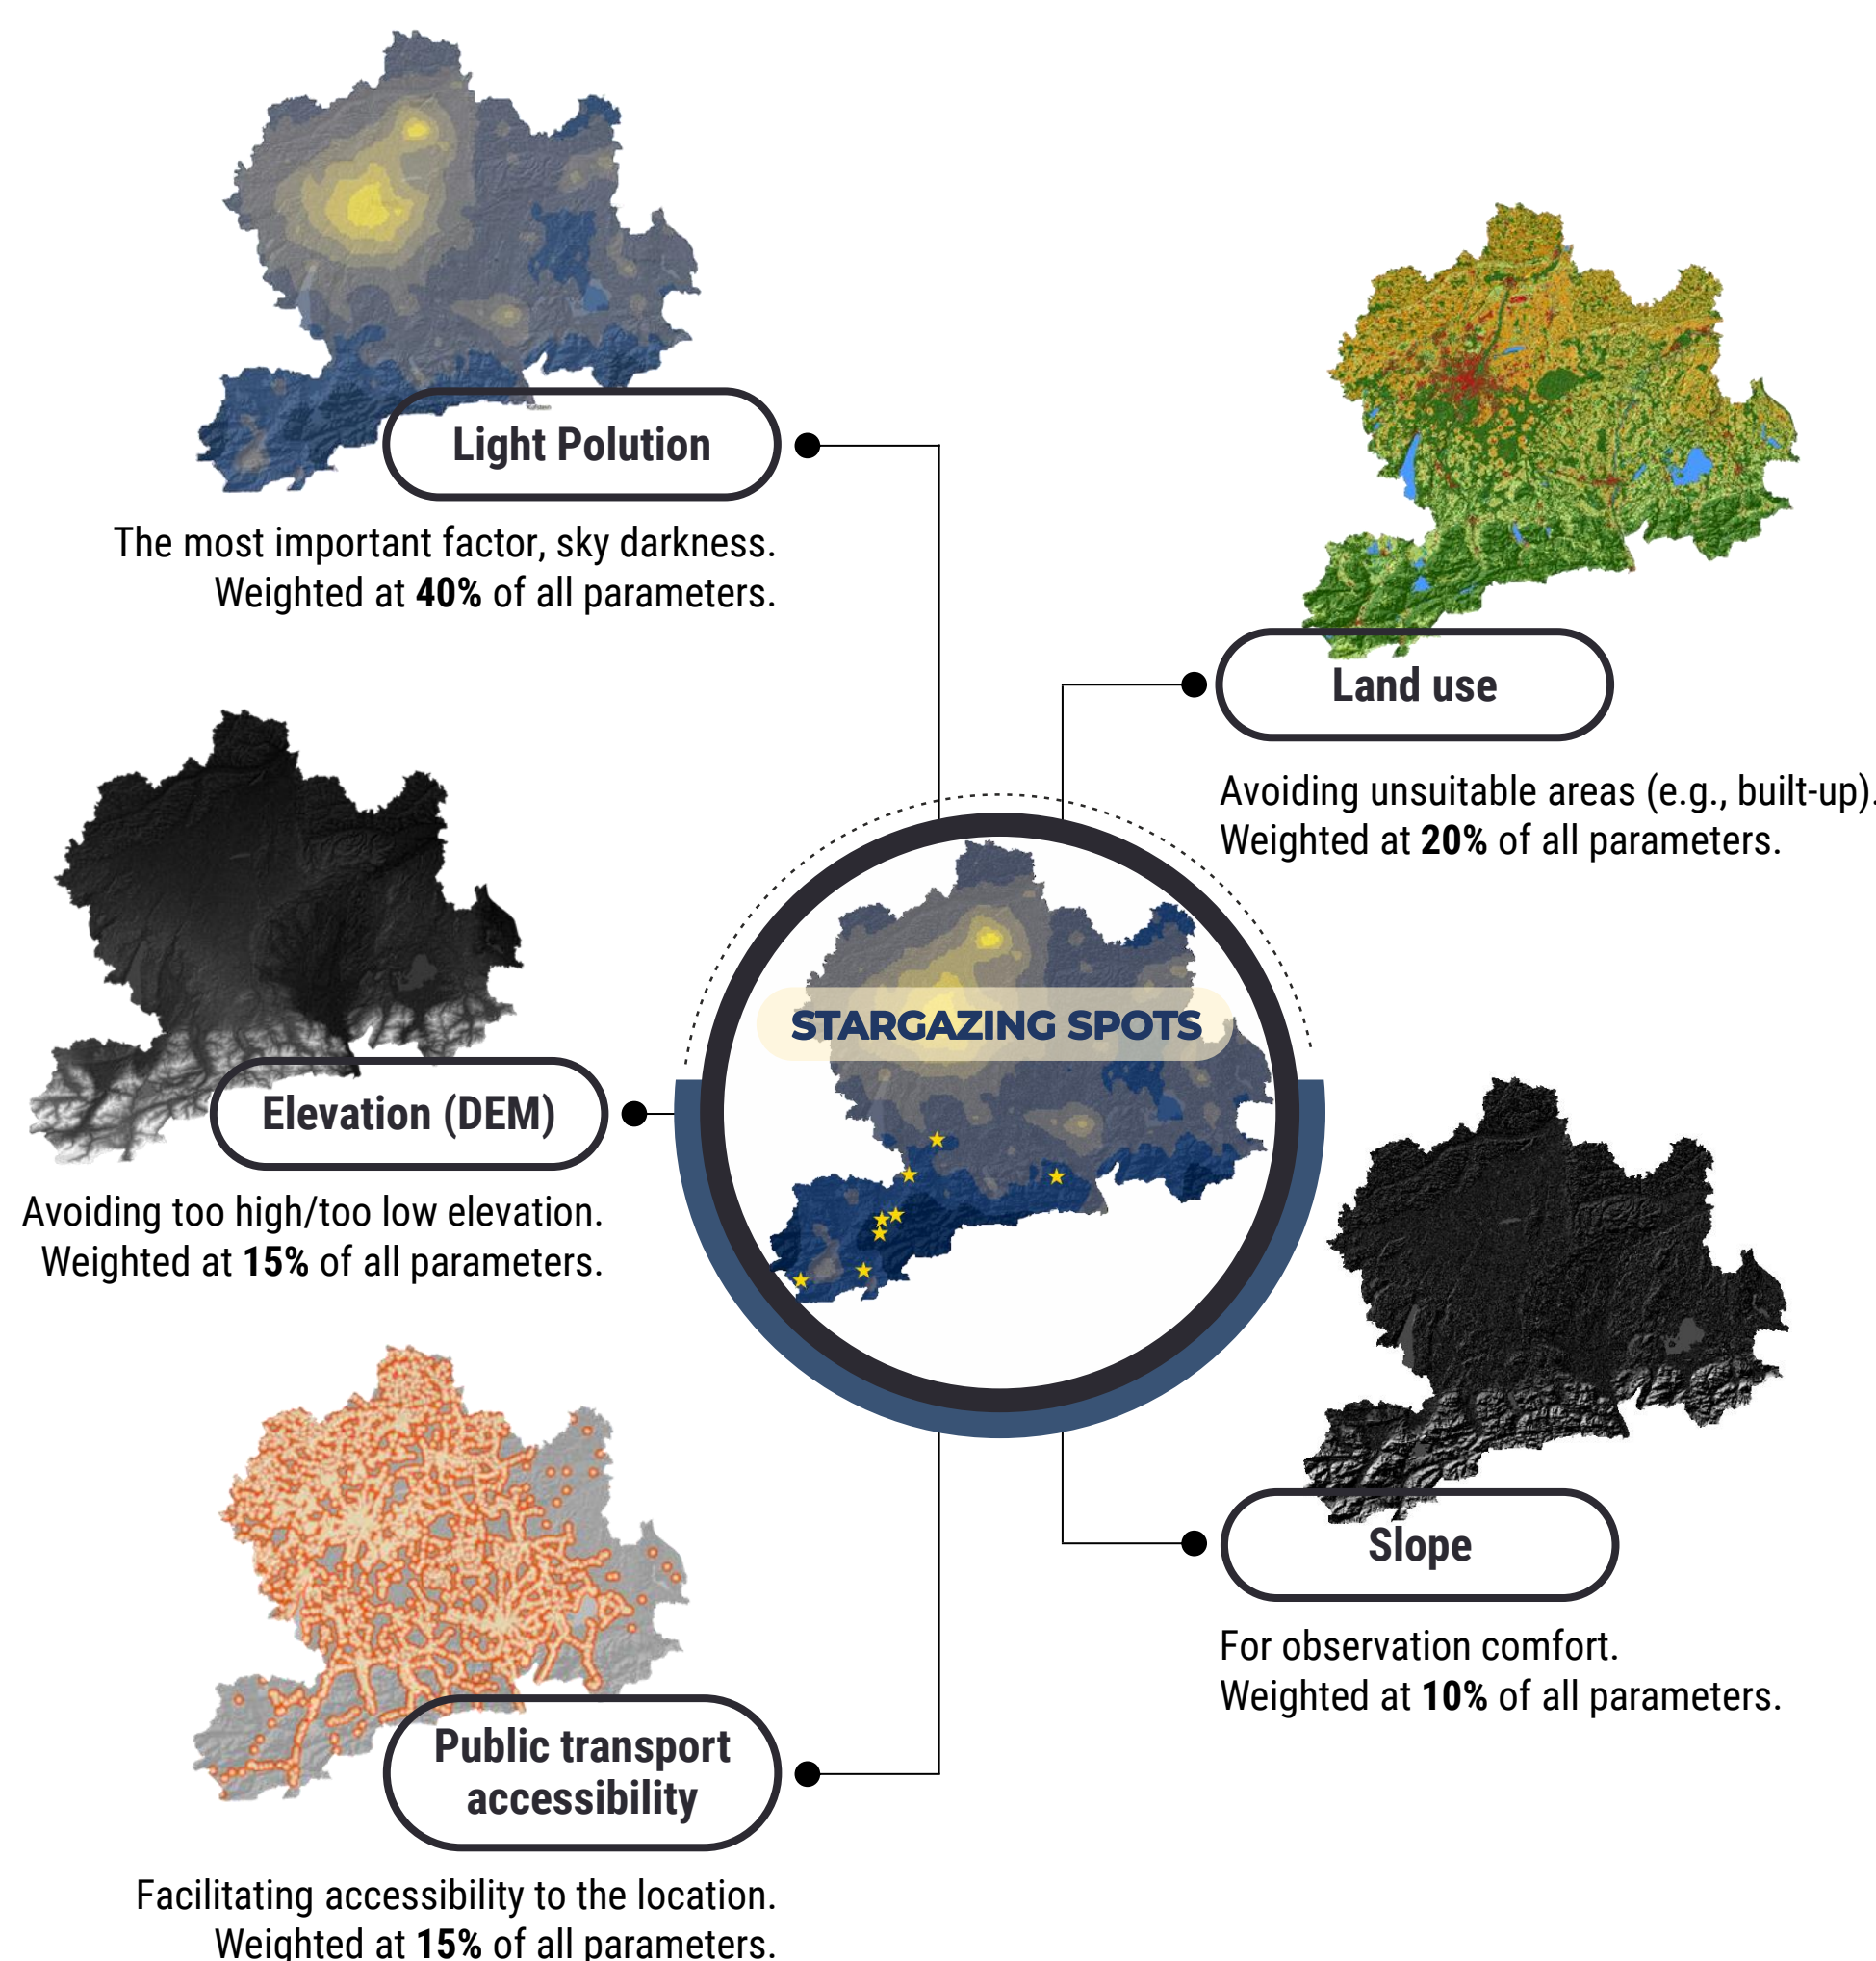 Light Polution
The most important factor, sky darkness.
Weighted at 40% of all parameters.
Land use
Avoiding unsuitable areas (e.g., built-up).
Weighted at 20% of all parameters.
STARGAZING SPOTS
Elevation (DEM)
Avoiding too high/too low elevation.
Weighted at 15% of all parameters.
Slope
For observation comfort.
Weighted at 10% of all parameters.
Public transport
accessibility
Facilitating accessibility to the location.
Weighted at 15% of all parameters.